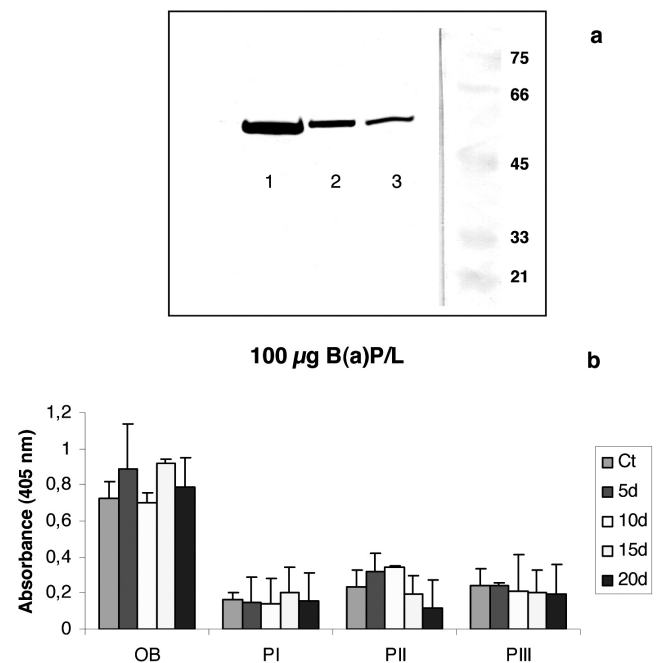 a
75
66
45
1 2 3
33
21
100 µg B(a)P/L
b
Absorbance (405 nm)
1,2
1
0,8
0,6
0,4
0,2
0
OB PI PII PIII
Ct
5d
10d
15d
20d